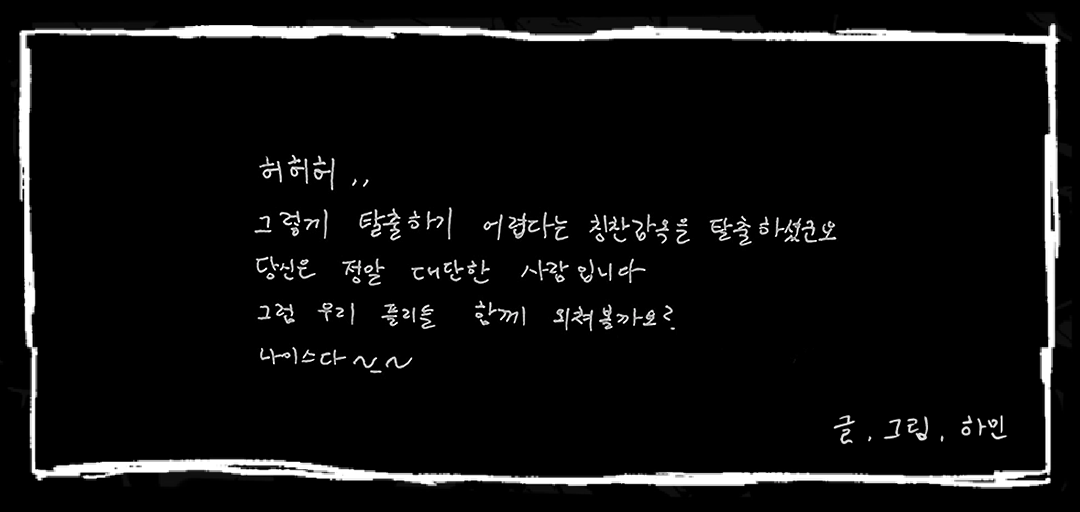 허허허,,
그렇게 탈출하기 어렵다는 칭찬감옥을 탈출하셨군요
당신은 정말 대단한 사람입니다
그럼 우리 플리들 함께 외쳐볼까요?
나이스다~_~
글, 그림, 하민